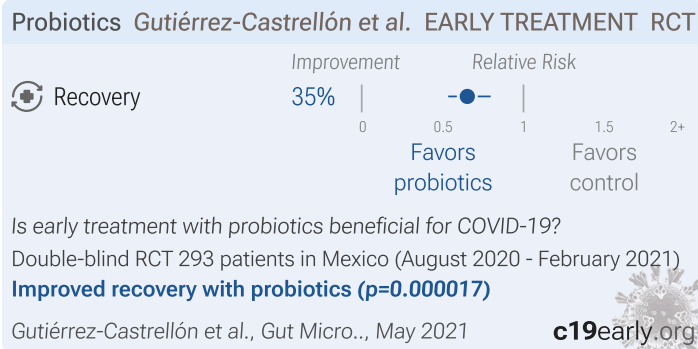 Probiotics Gutiérrez-Castrellón et al. EARLY TREATMENT RCT
Improvement Relative Risk
Recovery 35%
0 0.5 1 1.5 2+
Favors probiotics
Favors control
Is early treatment with probiotics beneficial for COVID-19?
Double-blind RCT 293 patients in Mexico (August 2020 - February 2021)
Improved recovery with probiotics (p=0.000017)
Gutiérrez-Castrellón et al., Gut Micro.., May 2021
c19early.org